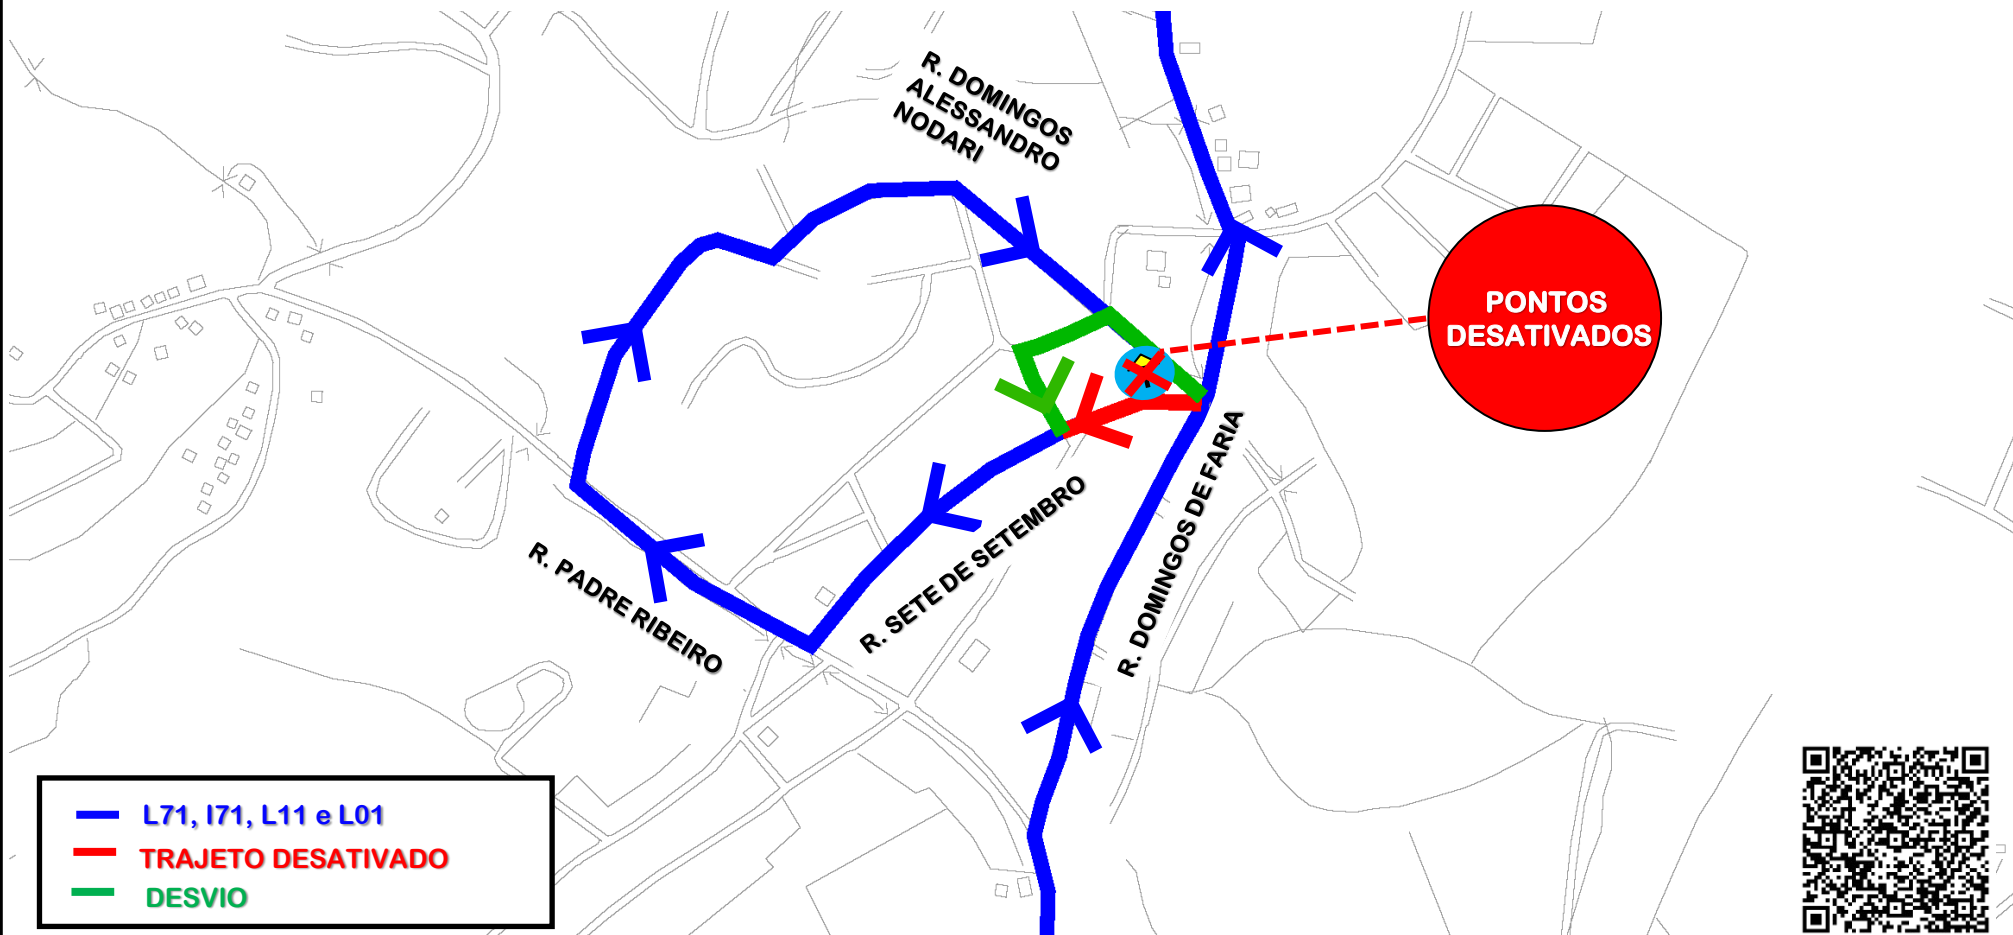 R. DOMINGOS
ALESSANDRO
NODARI
PONTOS
DESATIVADOS
R. SETE DE SETEMBRO
R. DOMINGOS DE FARIA
R. PADRE RIBEIRO
L71, I71, L11 e L01
TRAJETO DESATIVADO
DESVIO